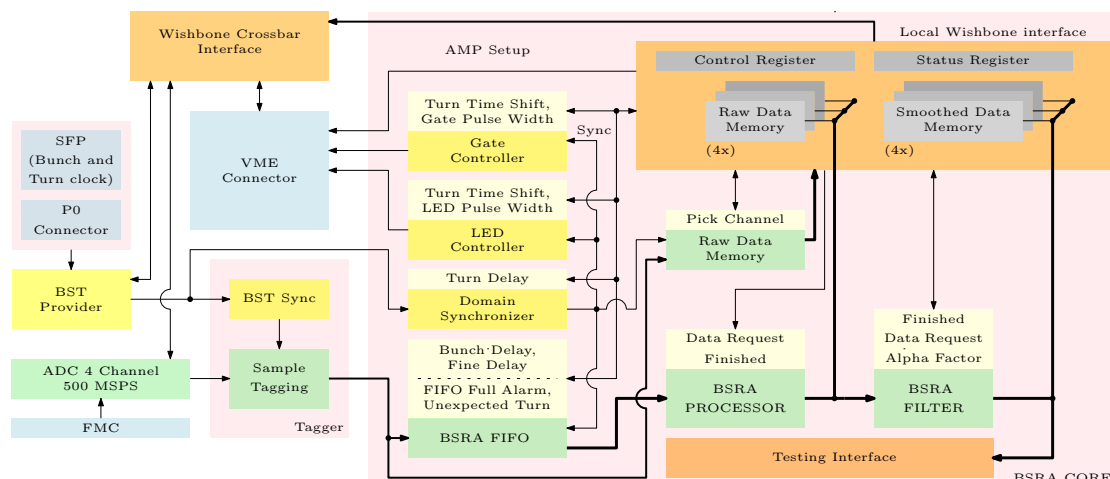 Wishbone Crossbar
Interface
AMP Setup
Local Wishbone interface
Control Register
Status Register
Raw Data
Memory
(4x)
Smoothed Data
Memory
(4x)
SFP
(Bunch and
Turn clock)
P0
Connector
VME
Connector
Turn Time Shift,
Gate Pulse Width
Sync
Gate
Controller
Turn Time Shift,
LED Pulse Width
LED
Controller
Pick Channel
Raw Data
Memory
BST
Provider
BST Sync
Turn Delay
Domain
Synchronizer
Sample
Tagging
Tagger
ADC 4 Channel
500 MSPS
FMC
Bunch Delay,
Fine Delay
FIFO Full Alarm,
Unexpected Turn
BSRA FIFO
Data Request
Finished
BSRA
PROCESSOR
Finished
Data Request
Alpha Factor
BSRA
FILTER
Testing Interface
BSRA CORE